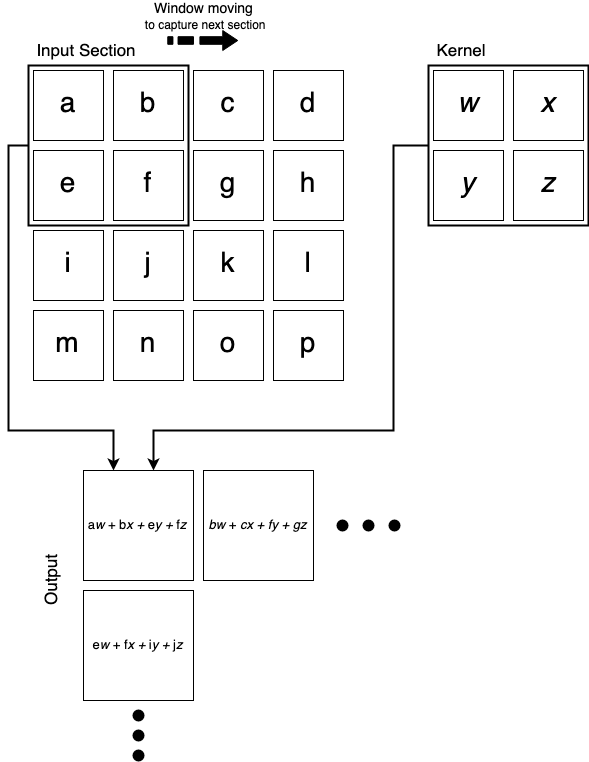 Window moving
to capture next section
Input Section
Kernel
a b c d
w x
e f g h
y z
i j k l
m n o p
Output
aw + bx + ey + fz
bw + cx + fy + gz
ew + fx + iy + jz